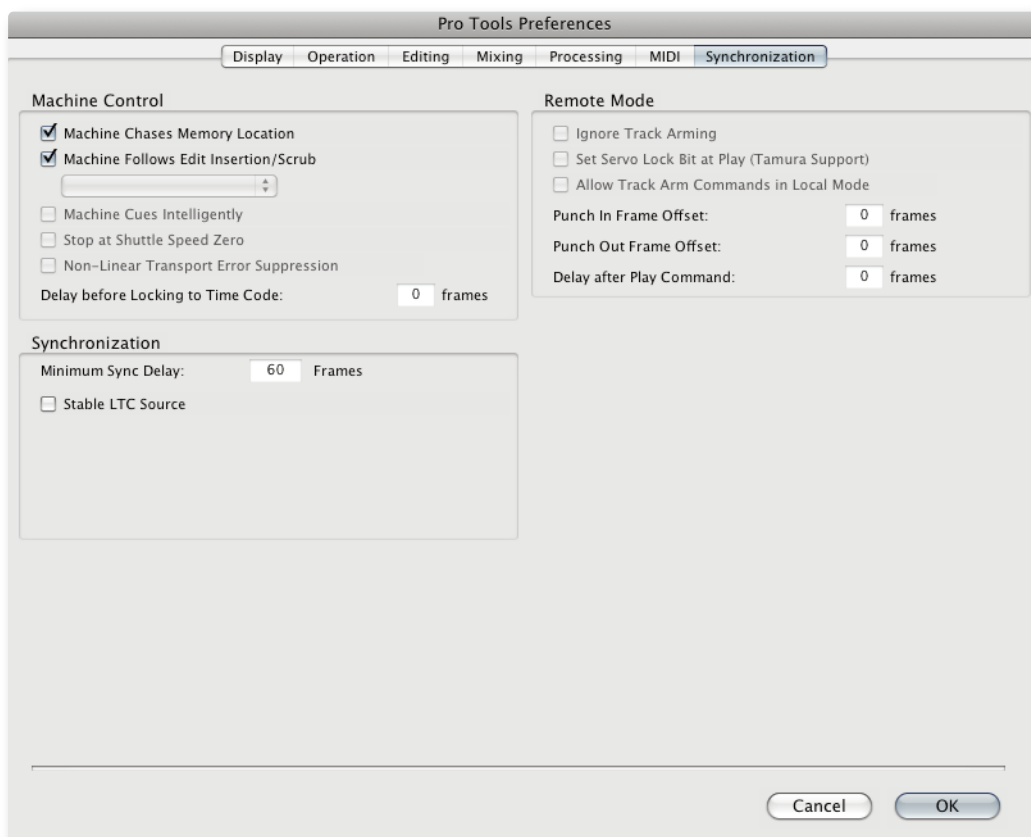 Pro Tools Preferences
Display Operation Editing Mixing Processing MIDI Synchronization
Machine Control
Machine Chases Memory Location
Machine Follows Edit Insertion/Scrub
Machine Cues Intelligently
Stop at Shuttle Speed Zero
Non-Linear Transport Error Suppression
Delay before Locking to Time Code: 0 frames
Remote Mode
Ignore Track Arming
Set Servo Lock Bit at Play (Tamura Support)
Allow Track Arm Commands in Local Mode
Punch In Frame Offset: 0 frames
Punch Out Frame Offset: 0 frames
Delay after Play Command: 0 frames
Synchronization
Minimum Sync Delay: 60 Frames
Stable LTC Source
Cancel OK